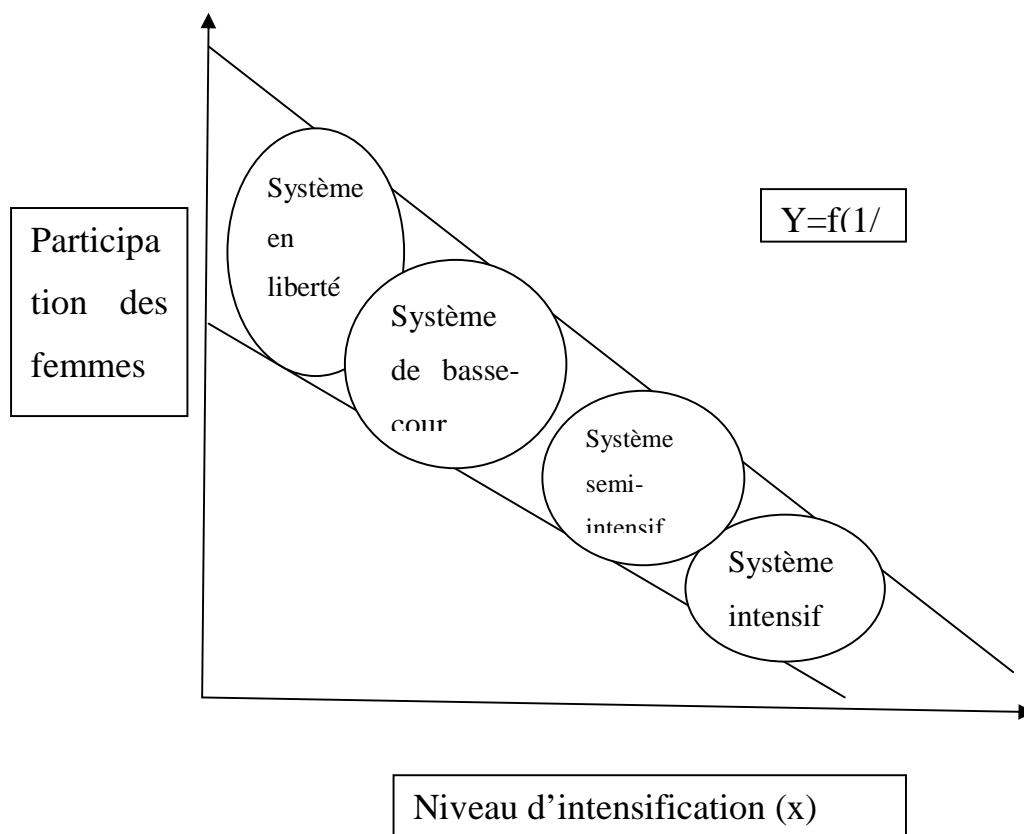 Système
en
liberté
Y=f(1/
Participa
tion des
femmes
Système
de basse-
cour
Système
semi-
intensif
Système
intensif
Niveau d’intensification (x)